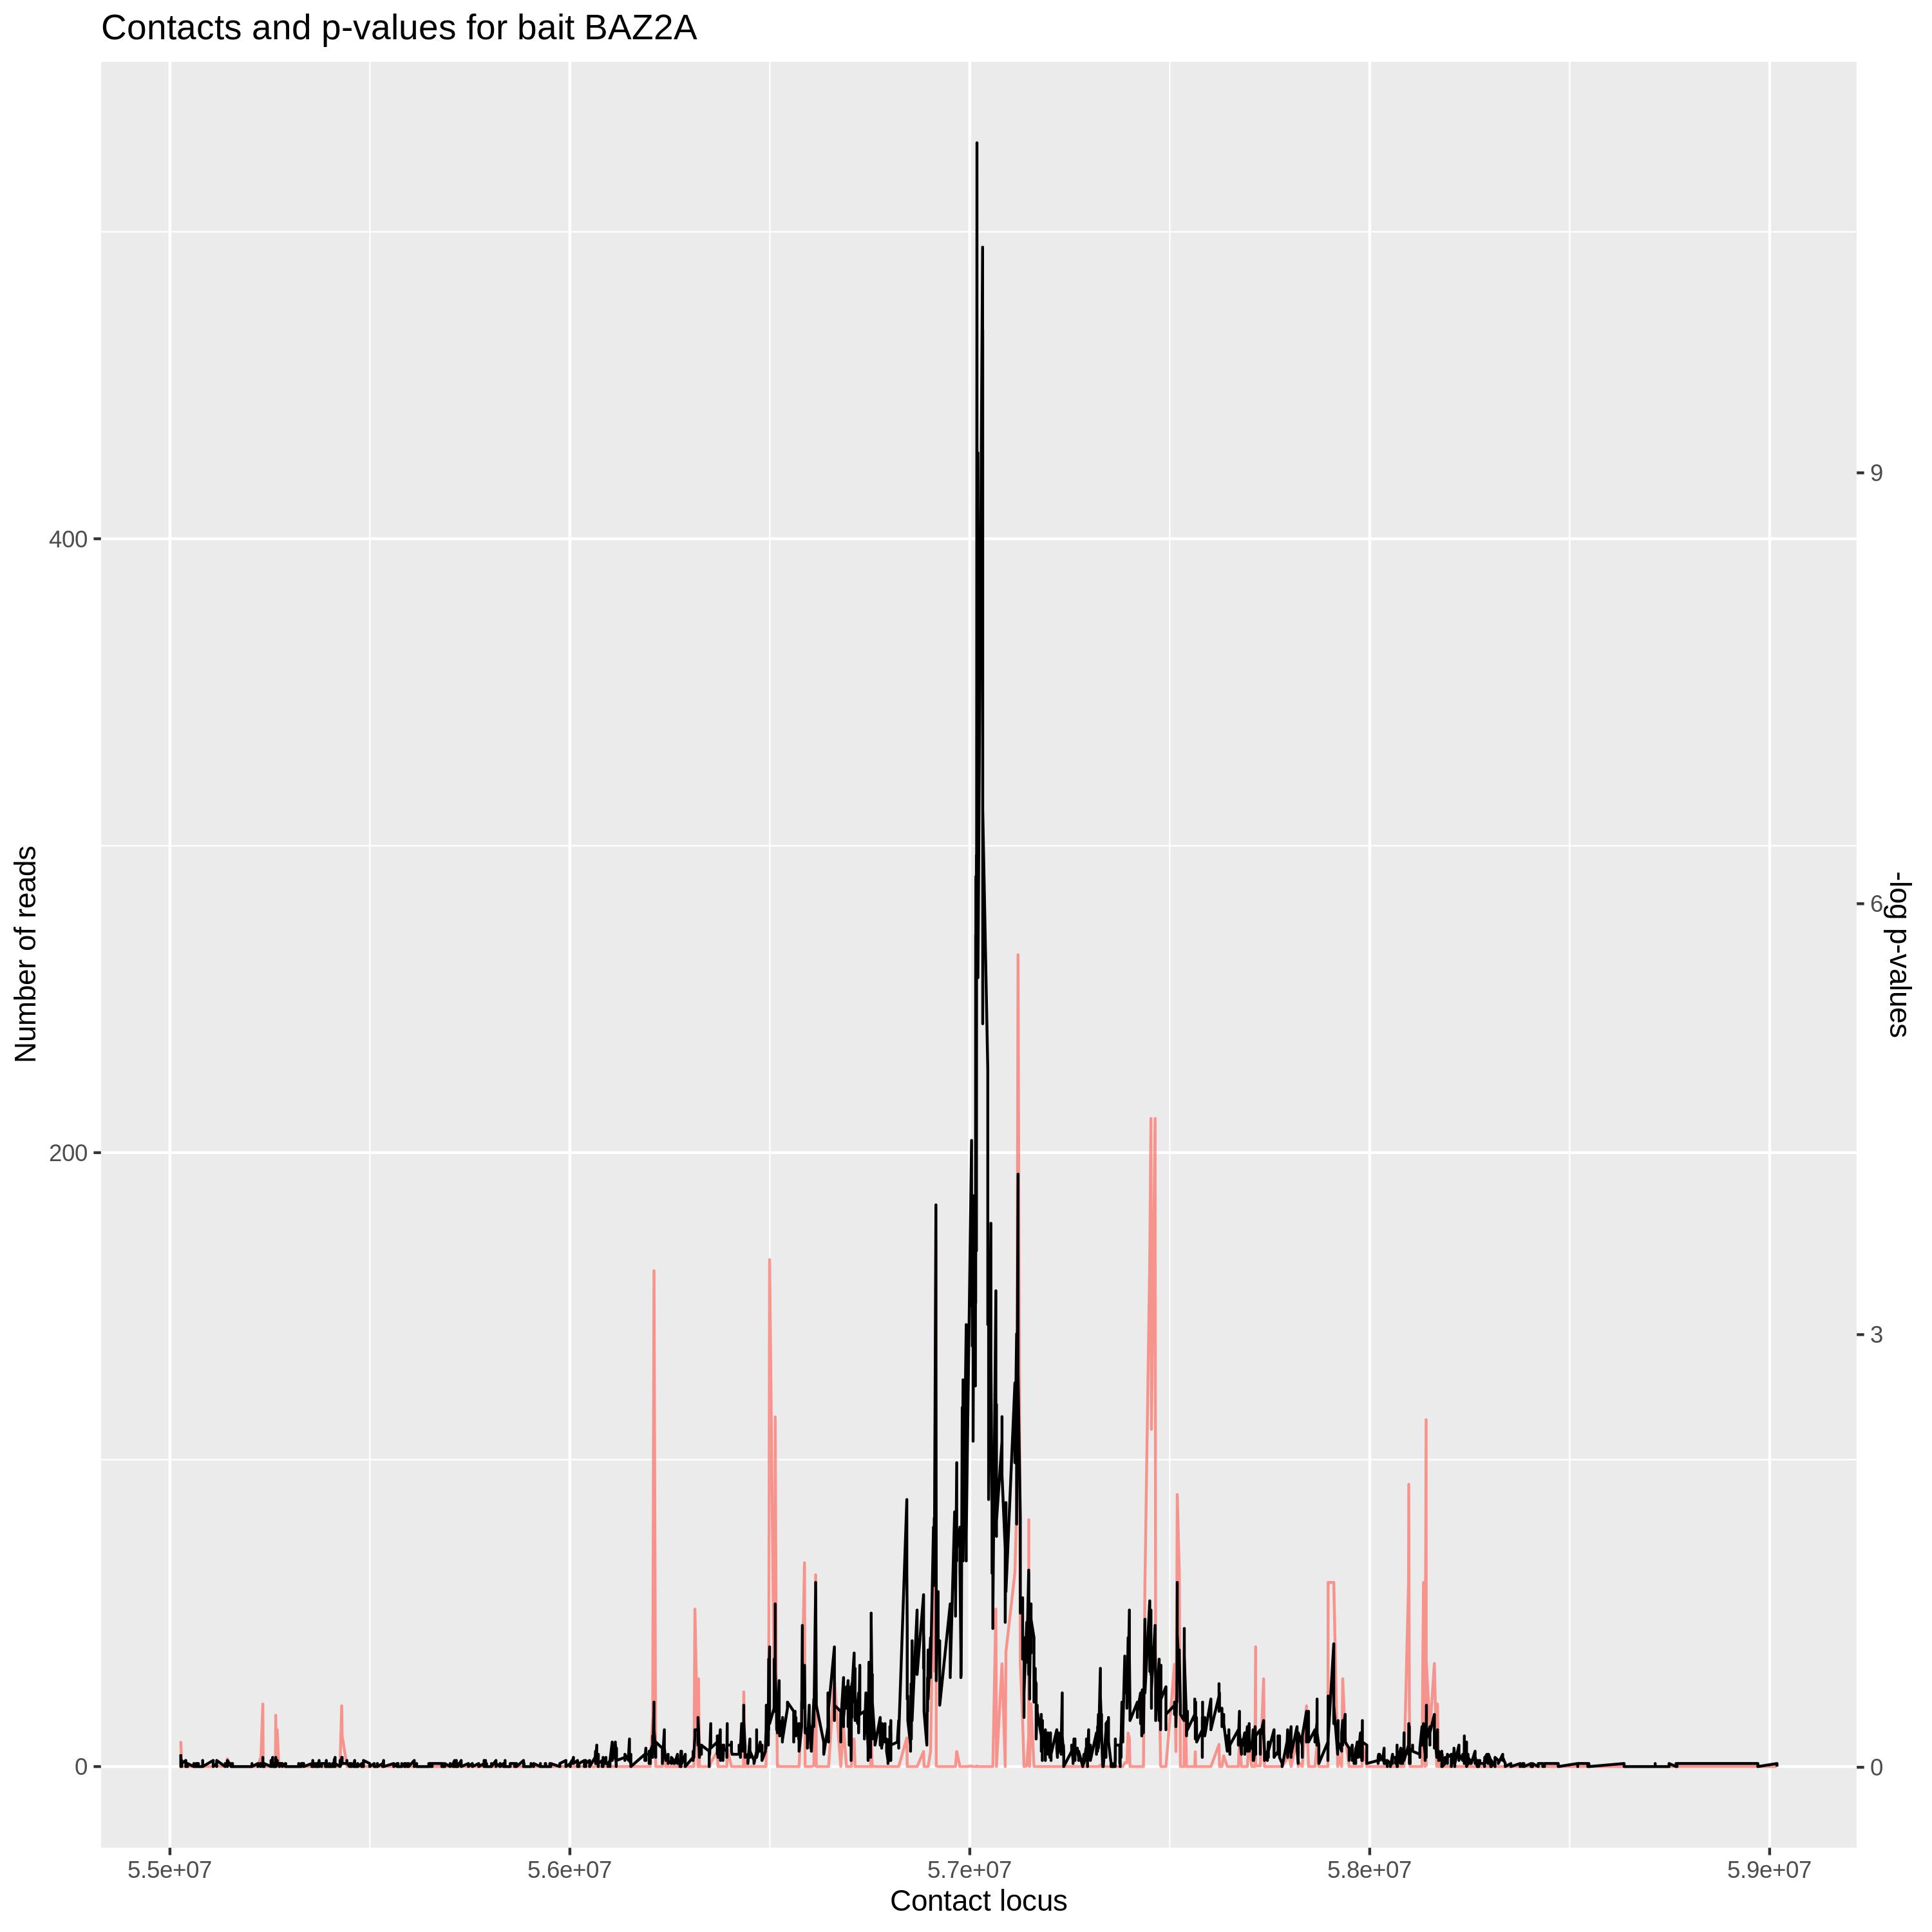 Contacts and p-values for bait BAZ2A
Number of reads
400
200
0
9
6
3
0
-log p-values
5.5e+07 5.6e+07 5.7e+07 5.8e+07 5.9e+07
Contact locus